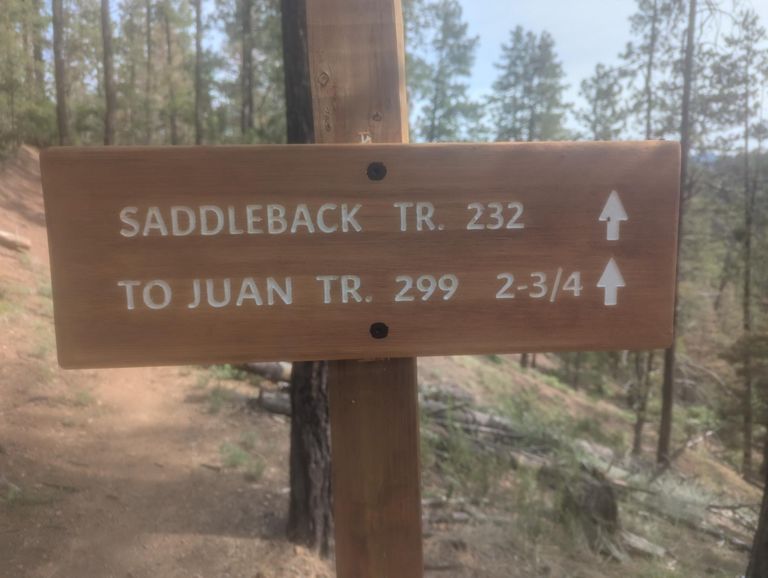 SADDLEBACK TR. 232
TO JUAN TR. 299 2-3/4